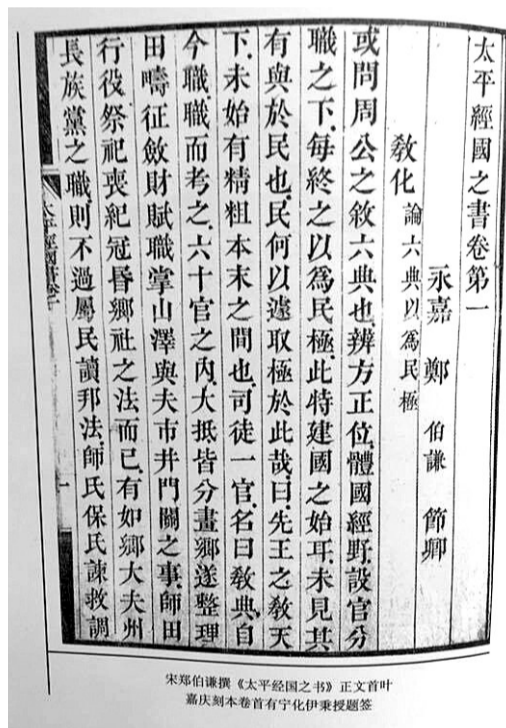 太平經國之書卷第一
永嘉 鄭 伯謙 節卿
敎化 論六典以爲民極
或問周公之敘六典也辨方正位體國經野設官分
職之下每終之以爲民極此特建國之始耳未見其
有與於民也民何以遽取極於此哉曰先王之敎天
下未始有精粗本末之間也司徒一官名曰敎典自
今職職而考之六十官之內大抵皆分畫鄉遂整理
田疇征斂財賦職掌山澤與夫市井門關之事師田
行役祭祀喪紀冠昏鄉社之法而已有如鄉大夫州
長族黨之職則不過屬民讀邦法師氏保氏諫救調
太平經國書卷一
一
宋郑伯谦撰《太平经国之书》正文首叶
嘉庆刻本卷首有宁化伊秉授题签